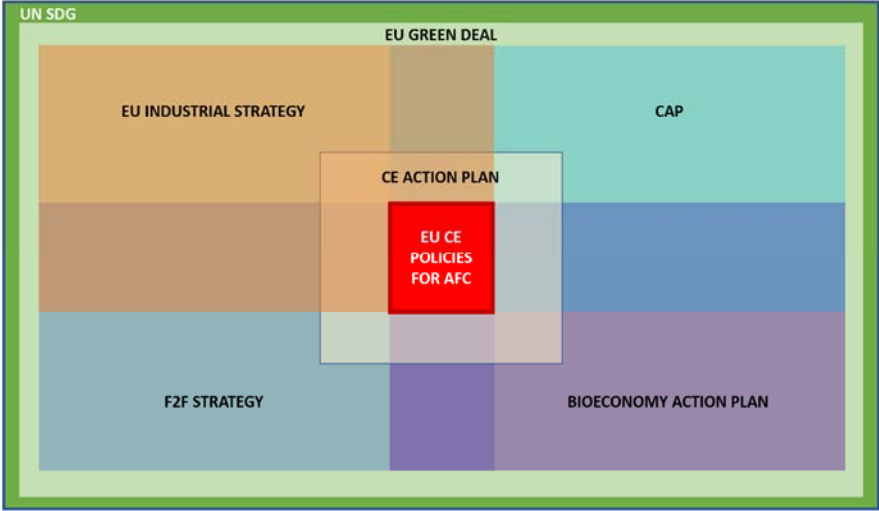 UN SDG
EU GREEN DEAL
EU INDUSTRIAL STRATEGY
CAP
CE ACTION PLAN
EU CE
POLICIES
FOR AFC
F2F STRATEGY
BIOECONOMY ACTION PLAN